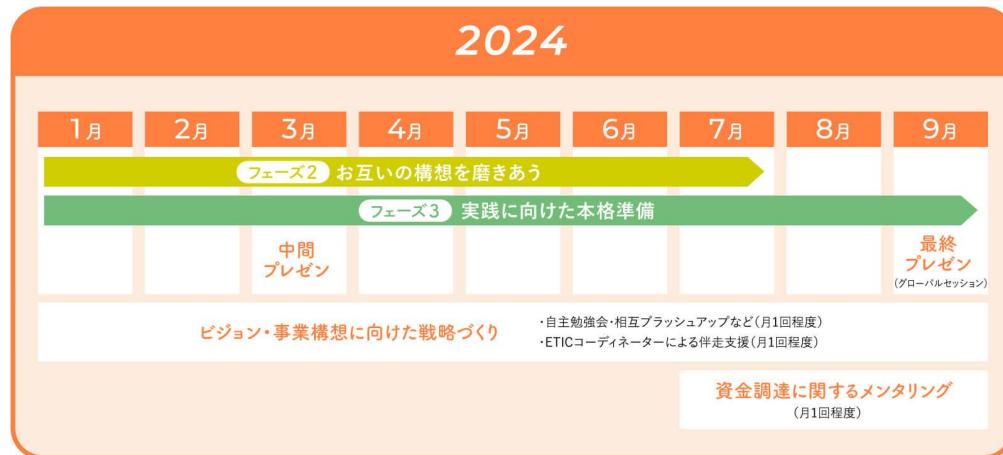 2024
1月 2月 3月 4月 5月 6月 7月 8月 9月
フェーズ2 お互いの構想を磨きあう
フェーズ3 実践に向けた本格準備
中間
プレゼン
最終
プレゼン
(グローバルセッション)
ビジョン・事業構想に向けた戦略づくり
・自主勉強会・相互ブラッシュアップなど(月1回程度)
・ETICコーディネーターによる伴走支援(月1回程度)
資金調達に関するメンタリング
(月1回程度)